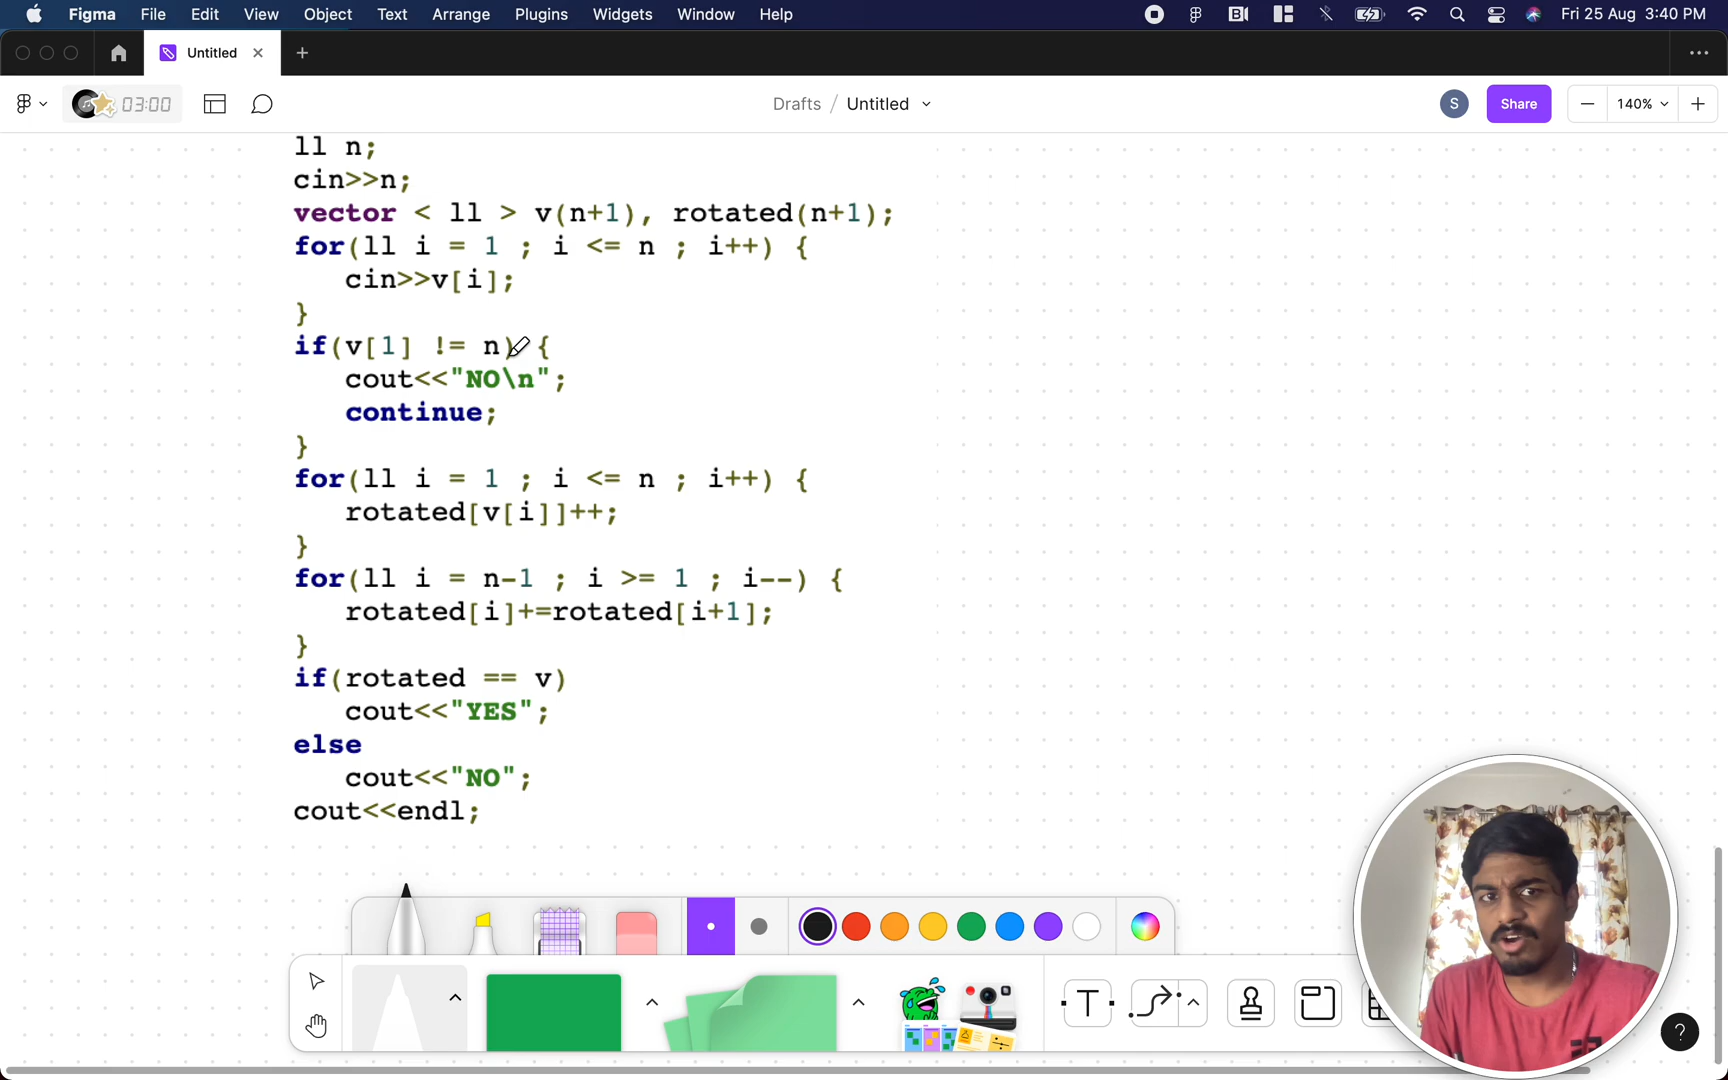 Figma File Edit View Object Text Arrange Plugins Widgets Window Help Fri 25 Aug 3:40 PM
Untitled
03:00 Drafts / Untitled S Share 140%
ll n;
cin>>n;
vector < ll > v(n+1), rotated(n+1);
for(ll i = 1 ; i <= n ; i++) {
cin>>v[i];
}
if(v[1] != n) {
cout<<"NO\n";
continue;
}
for(ll i = 1 ; i <= n ; i++) {
rotated[v[i]]++;
}
for(ll i = n-1 ; i >= 1 ; i--) {
rotated[i]+=rotated[i+1];
}
if(rotated == v)
cout<<"YES";
else
cout<<"NO";
cout<<endl;
T
?